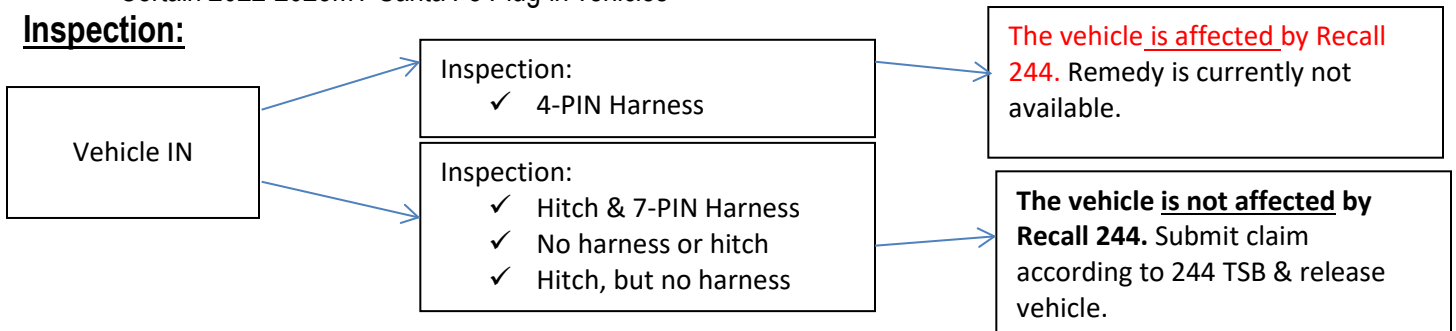 Inspection:
Vehicle IN
Inspection:
✓ 4-PIN Harness
Inspection:
✓ Hitch & 7-PIN Harness
✓ No harness or hitch
✓ Hitch, but no harness
The vehicle is affected by Recall
244. Remedy is currently not
available.
The vehicle is not affected by
Recall 244. Submit claim
according to 244 TSB & release
vehicle.